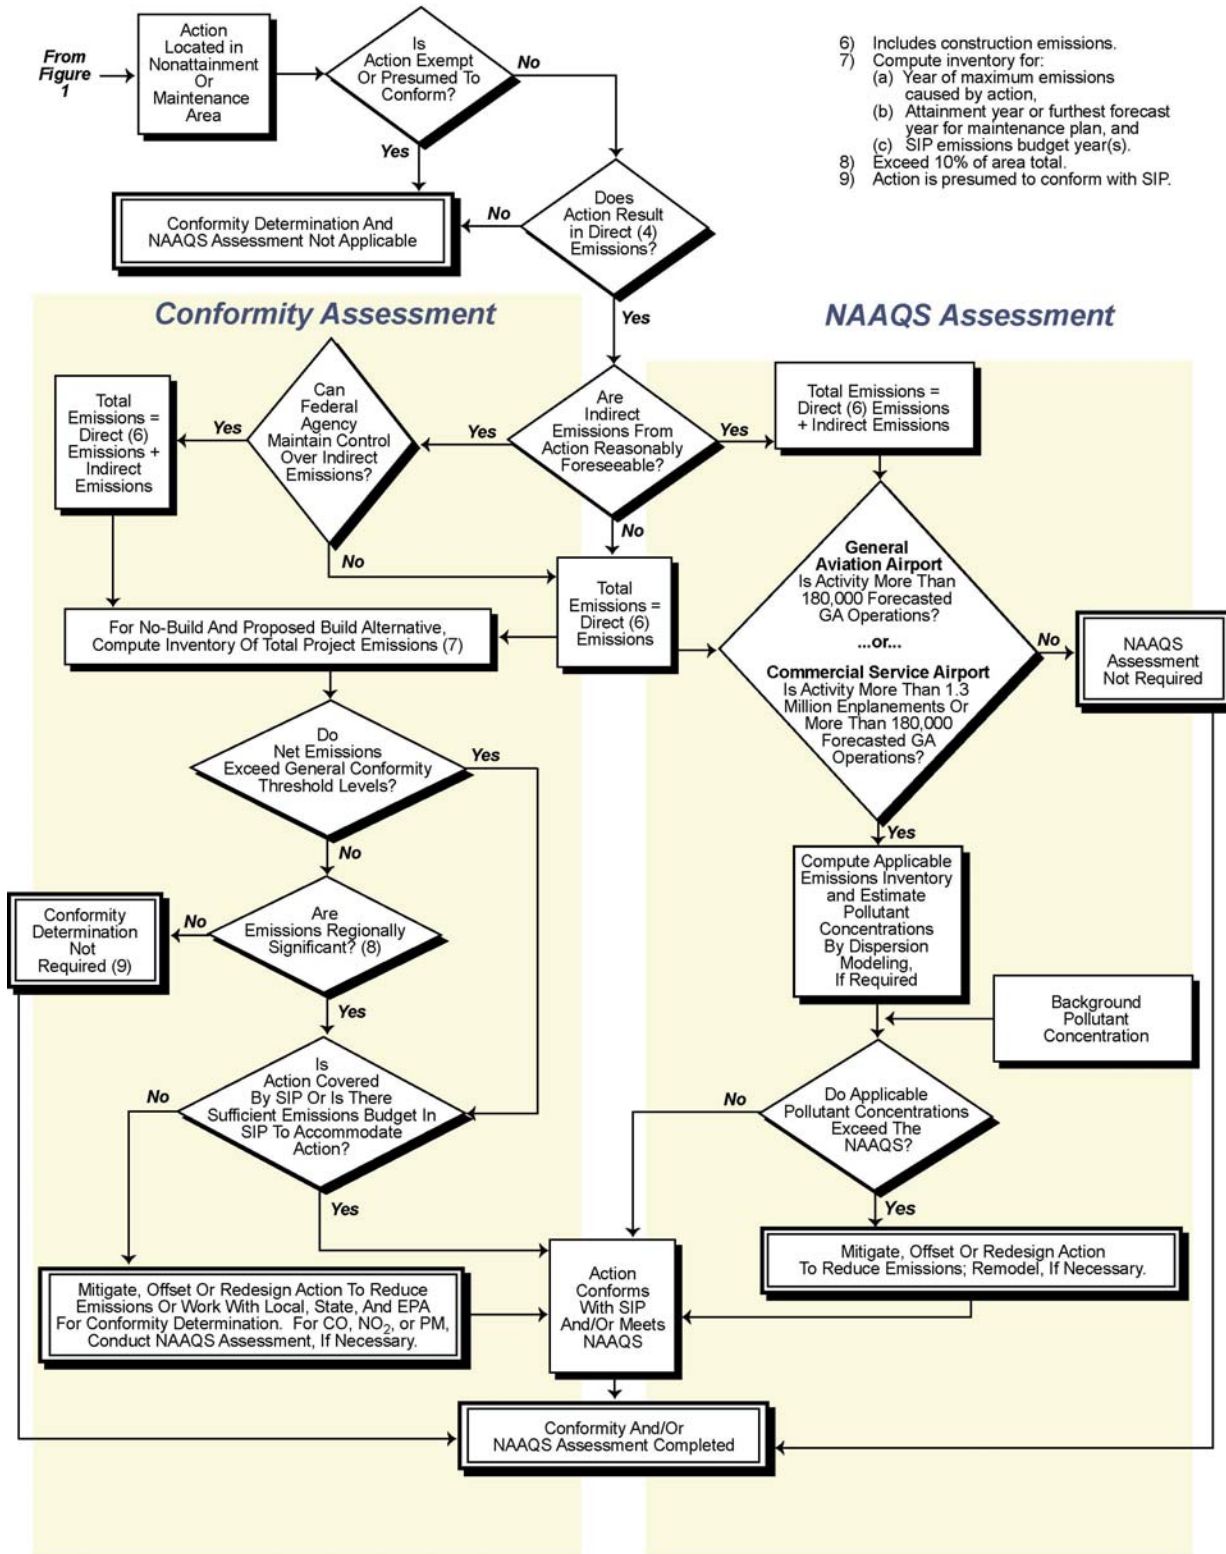 From
Figure
1
Action
Located in
Nonattainment
Or
Maintenance
Area
Is
Action Exempt
Or Presumed To
Conform?
No
Yes
6) Includes construction emissions.
7) Compute inventory for:
(a) Year of maximum emissions
caused by action,
(b) Attainment year or furthest forecast
year for maintenance plan, and
(c) SIP emissions budget year(s).
8) Exceed 10% of area total.
9) Action is presumed to conform with SIP.
Conformity Determination And
NAAQS Assessment Not Applicable
No
Does
Action Result
in Direct (4)
Emissions?
Yes
Conformity Assessment
NAAQS Assessment
Total
Emissions =
Direct (6)
Emissions +
Indirect
Emissions
Yes
Can
Federal
Agency
Maintain Control
Over Indirect
Emissions?
Yes
Are
Indirect
Emissions From
Action Reasonably
Foreseeable?
Yes
Total Emissions =
Direct (6) Emissions
+ Indirect Emissions
No
No
Total
Emissions =
Direct (6)
Emissions
General
Aviation Airport
Is Activity More Than
180,000 Forecasted
GA Operations?
...or...
Commercial Service Airport
Is Activity More Than 1.3
Million Enplanements Or
More Than 180,000
Forecasted GA
Operations?
No
NAAQS
Assessment
Not Required
For No-Build And Proposed Build Alternative,
Compute Inventory Of Total Project Emissions (7)
Do
Net Emissions
Exceed General Conformity
Threshold Levels?
Yes
No
Yes
Compute Applicable
Emissions Inventory
and Estimate
Pollutant
Concentrations
By Dispersion
Modeling,
If Required
Conformity
Determination
Not
Required (9)
No
Are
Emissions Regionally
Significant? (8)
Yes
Background
Pollutant
Concentration
Is
Action Covered
By SIP Or Is There
Sufficient Emissions Budget In
SIP To Accommodate
Action?
No
Yes
No
Do Applicable
Pollutant Concentrations
Exceed The
NAAQS?
Yes
Mitigate, Offset Or Redesign Action
To Reduce Emissions; Remodel, If Necessary.
Mitigate, Offset Or Redesign Action To Reduce
Emissions Or Work With Local, State, And EPA
For Conformity Determination. For CO, NO2, or PM,
Conduct NAAQS Assessment, If Necessary.
Action
Conforms
With SIP
And/Or Meets
NAAQS
Conformity And/Or
NAAQS Assessment Completed